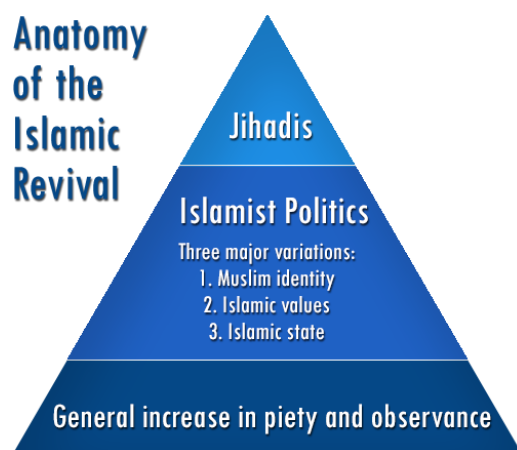 Anatomy
of the
Islamic
Revival
Jihadis
Islamist Politics
Three major variations:
1. Muslim identity
2. Islamic values
3. Islamic state
General increase in piety and observance